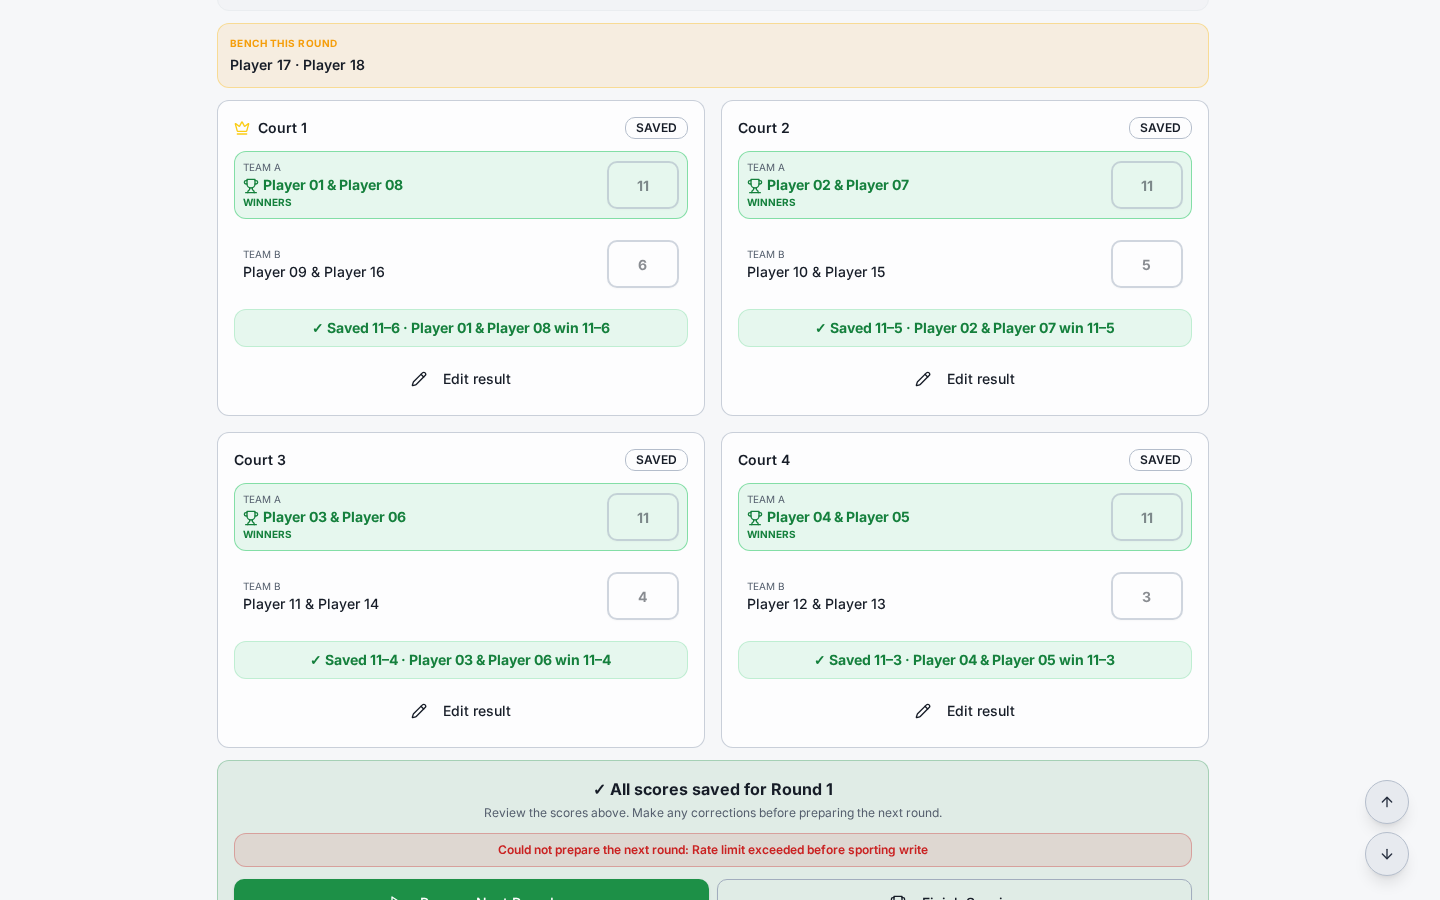 BENCH THIS ROUND
Player 17 · Player 18
Court 1
SAVED
TEAM A
Player 01 & Player 08
WINNERS
11
TEAM B
Player 09 & Player 16
6
✓ Saved 11–6 · Player 01 & Player 08 win 11–6
Edit result
Court 2
SAVED
TEAM A
Player 02 & Player 07
WINNERS
11
TEAM B
Player 10 & Player 15
5
✓ Saved 11–5 · Player 02 & Player 07 win 11–5
Edit result
Court 3
SAVED
TEAM A
Player 03 & Player 06
WINNERS
11
TEAM B
Player 11 & Player 14
4
✓ Saved 11–4 · Player 03 & Player 06 win 11–4
Edit result
Court 4
SAVED
TEAM A
Player 04 & Player 05
WINNERS
11
TEAM B
Player 12 & Player 13
3
✓ Saved 11–3 · Player 04 & Player 05 win 11–3
Edit result
✓ All scores saved for Round 1
Review the scores above. Make any corrections before preparing the next round.
Could not prepare the next round: Rate limit exceeded before sporting write